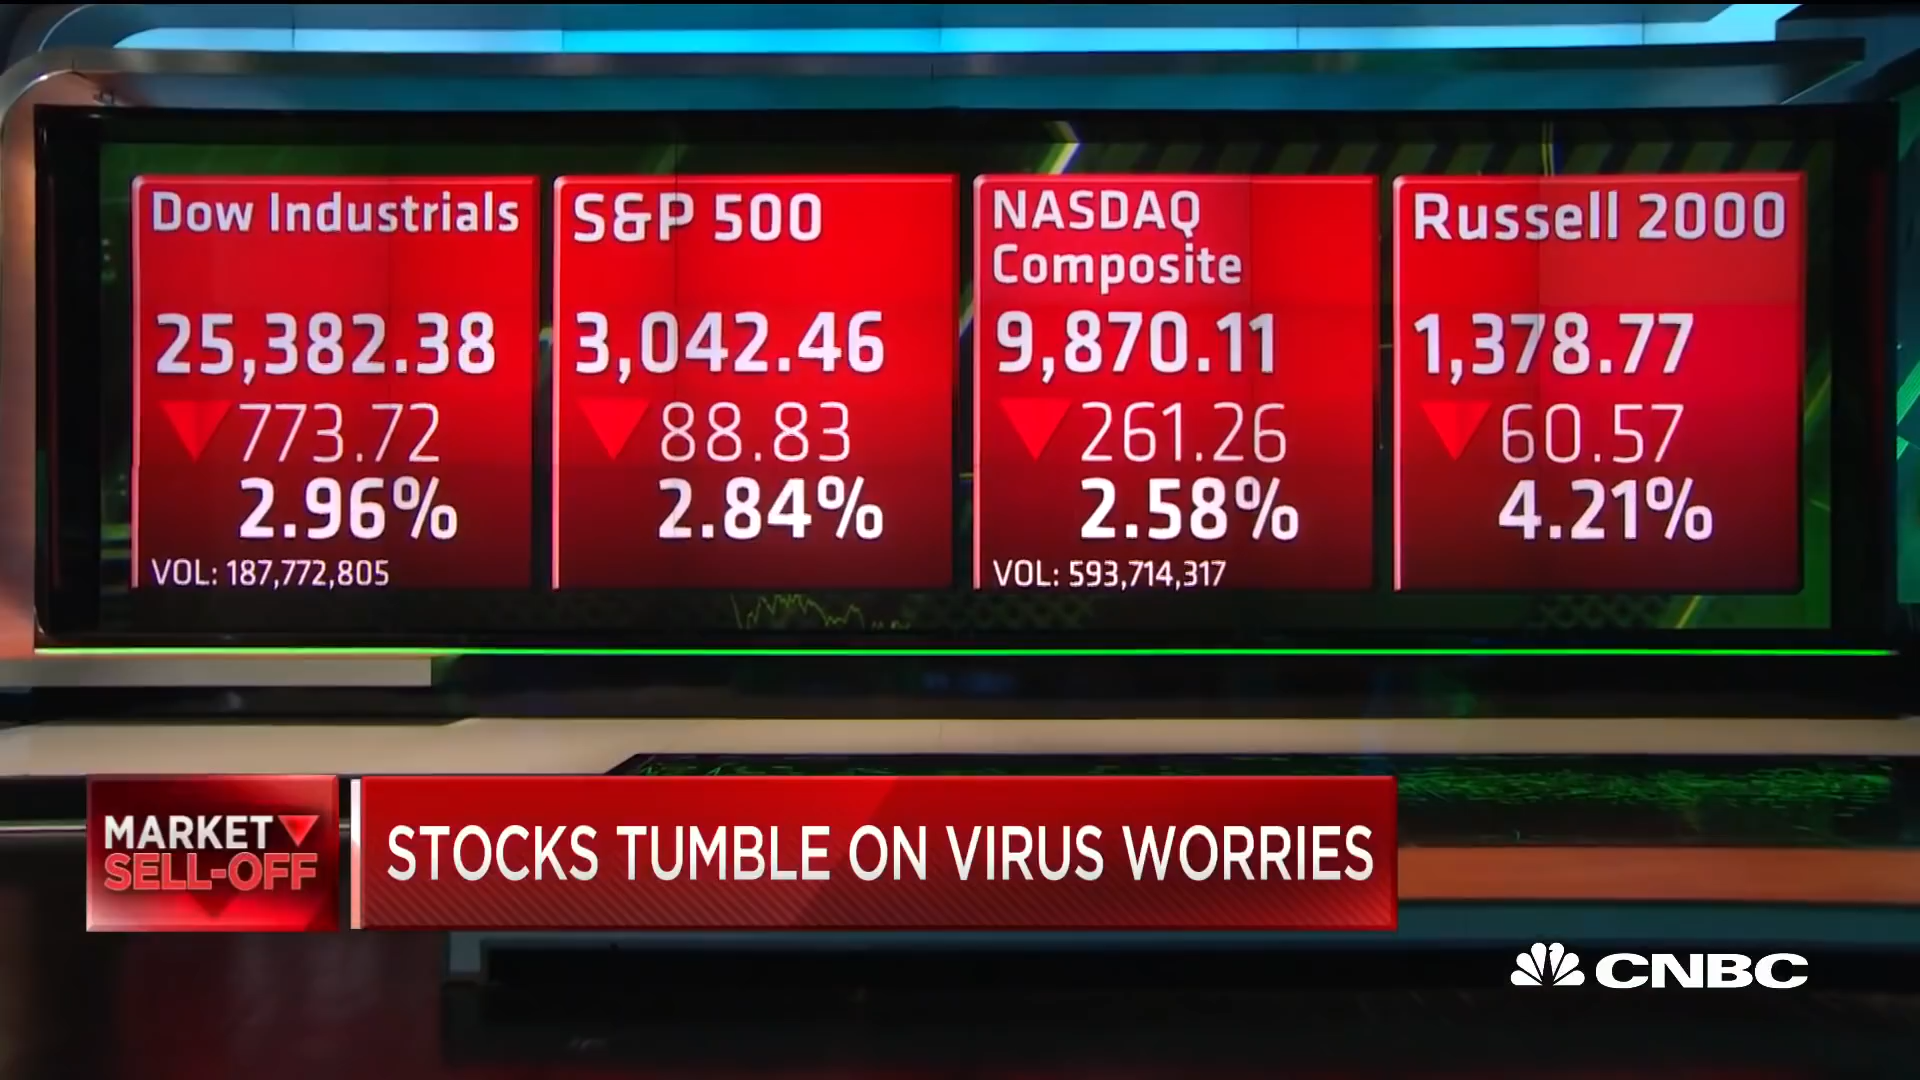 Dow Industrials
25,382.38
773.72
2.96%
VOL: 187,772,805
S&P 500
3,042.46
88.83
2.84%
NASDAQ
Composite
9,870.11
261.26
2.58%
VOL: 593,714,317
Russell 2000
1,378.77
60.57
4.21%
MARKET
SELL-OFF
STOCKS TUMBLE ON VIRUS WORRIES
CNBC